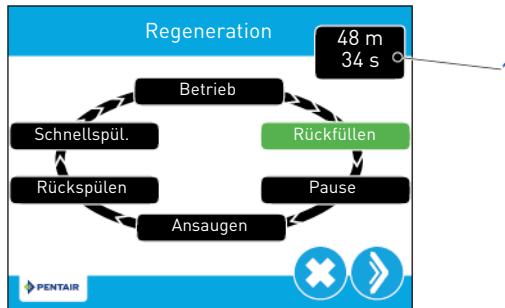 Regeneration
48 m
34 s
Betrieb
Schnellspül.
Rückfüllen
Rückspülen
Pause
Ansaugen
PENTAIR